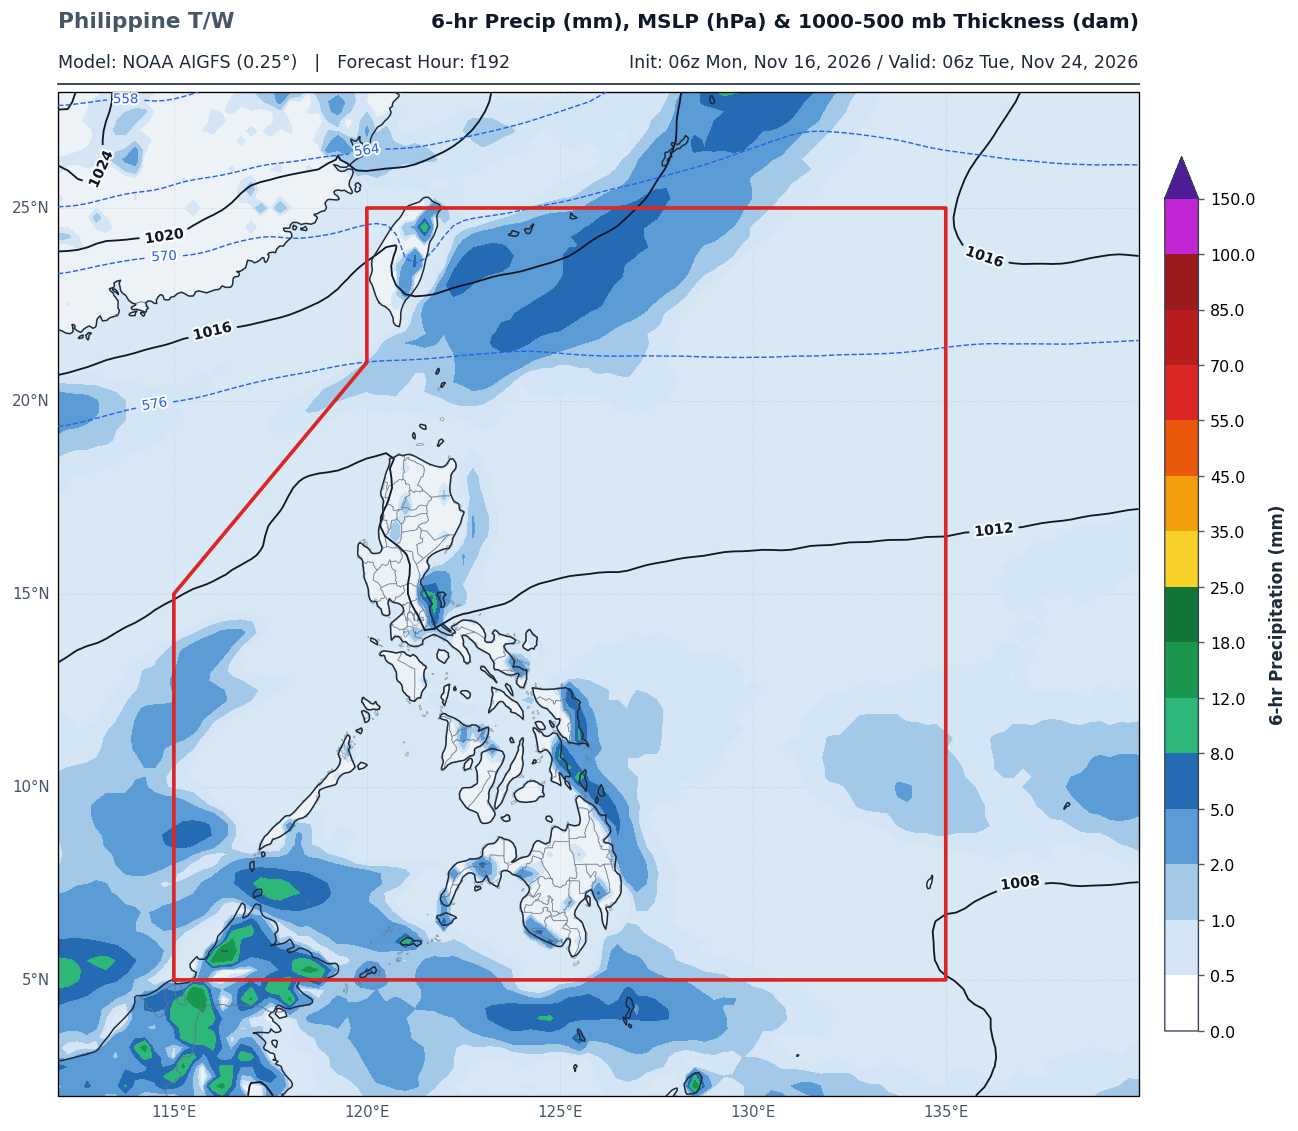 Philippine T/W
6-hr Precip (mm), MSLP (hPa) & 1000-500 mb Thickness (dam)
Model: NOAA AIGFS (0.25°) | Forecast Hour: f192
Init: 06z Mon, Nov 16, 2026 / Valid: 06z Tue, Nov 24, 2026
558
564
1024
1020
570
1016
1016
576
1012
1008
25°N
20°N
15°N
10°N
5°N
115°E
120°E
125°E
130°E
135°E
150.0
100.0
85.0
70.0
55.0
45.0
35.0
25.0
18.0
12.0
8.0
5.0
2.0
1.0
0.5
0.0
6-hr Precipitation (mm)